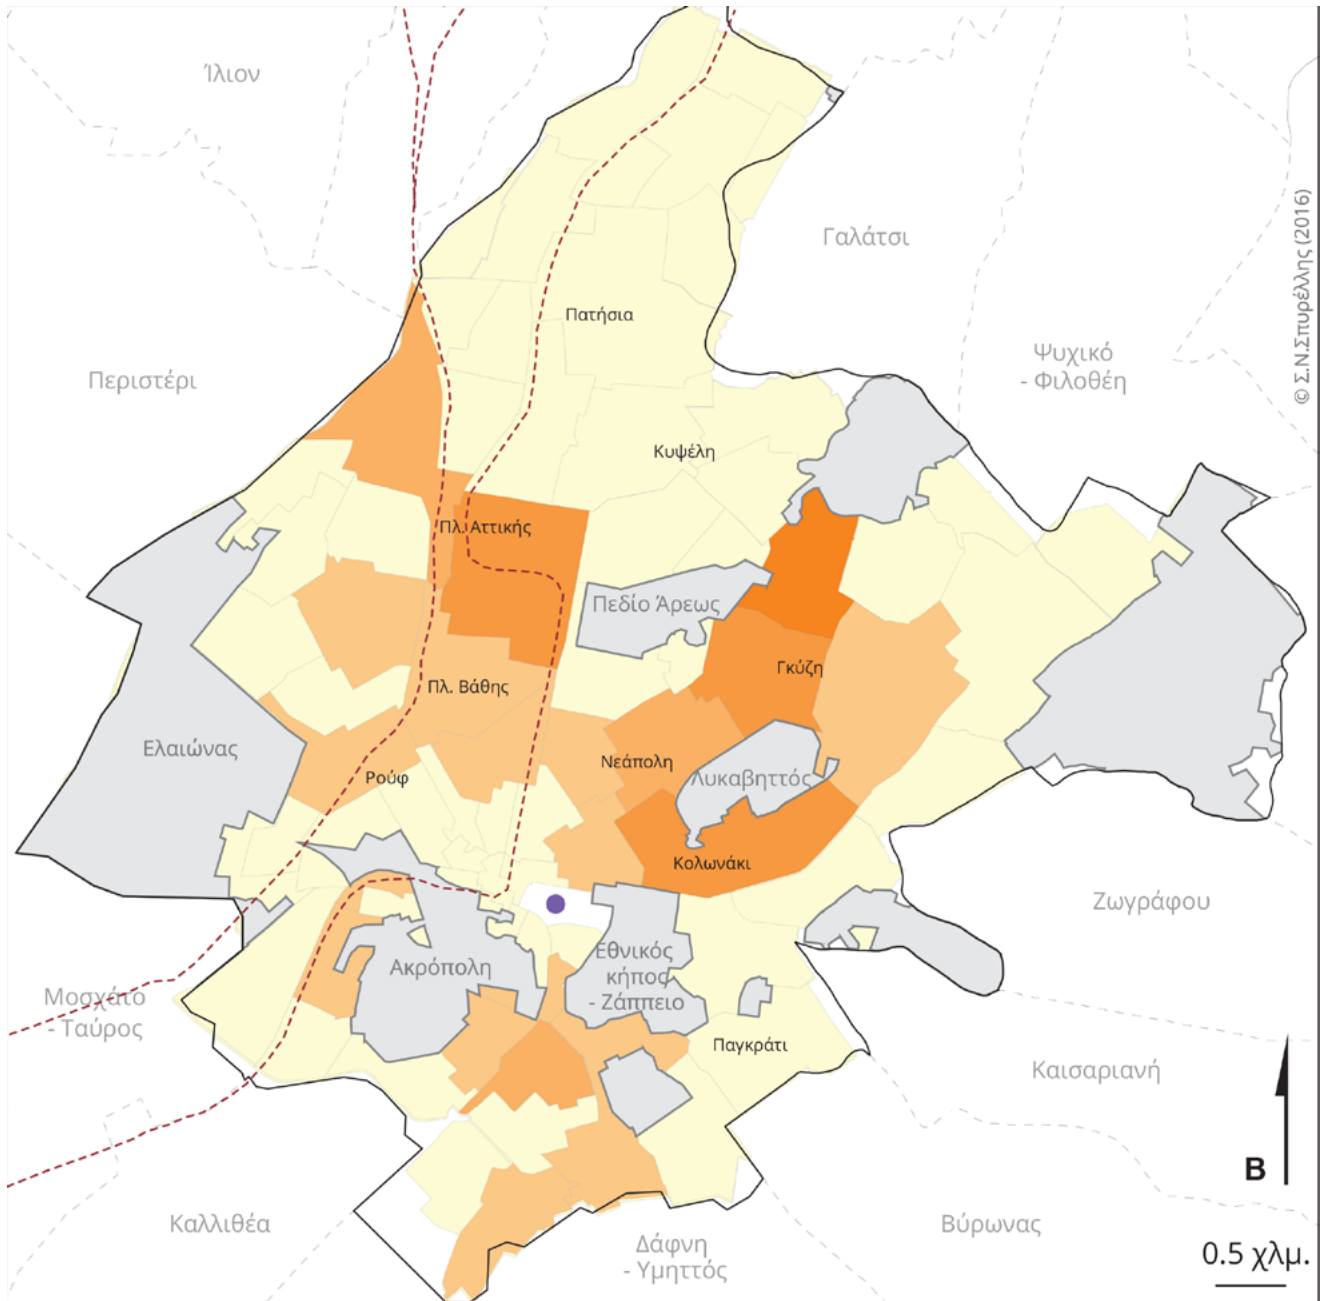 Ίλιον
Γαλάτσι
© Σ.Ν.Σπυρέλλης (2016)
Πατήσια
Ψυχικό
- Φιλοθέη
Περιστέρι
Κυψέλη
Πλ. Αττικής
Πεδίο Άρεως
Γκύζη
Πλ. Βάθης
Ελαιώνας
Νεάπολη
Ρούφ
Λυκαβηττός
Κολωνάκι
Ζωγράφου
Εθνικός
κήπος
- Ζάππειο
Ακρόπολη
Μοσχάτο
- Ταύρος
Παγκράτι
Καισαριανή
Β
Καλλιθέα
Βύρωνας
Δάφνη
- Υμηττός
0.5 χλμ.